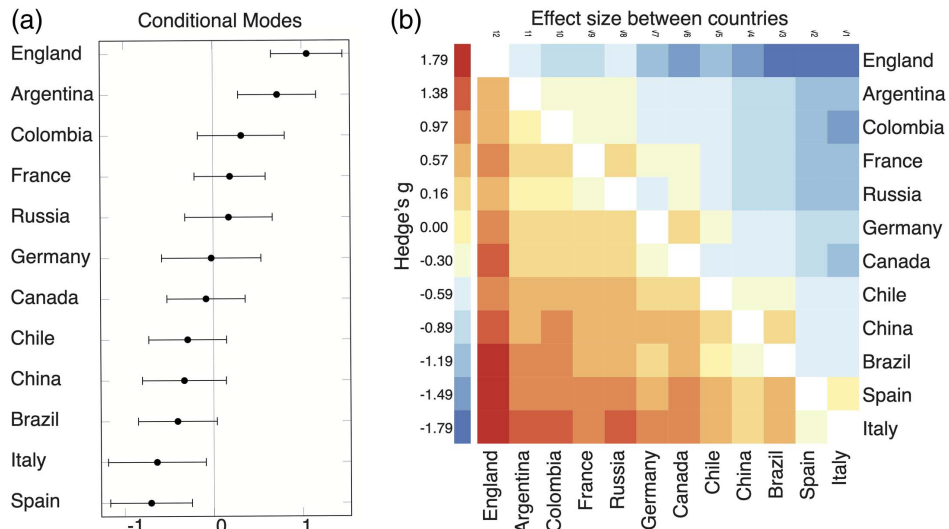 (a)
Conditional Modes
England
Argentina
Colombia
France
Russia
Germany
Canada
Chile
China
Brazil
Italy
Spain
-1
0
1
(b)
Effect size between countries
Hedge's g
1.79
1.38
0.97
0.57
0.16
0.00
-0.30
-0.59
-0.89
-1.19
-1.49
-1.79
England
Argentina
Colombia
France
Russia
Germany
Canada
Chile
China
Brazil
Spain
Italy
England
Argentina
Colombia
France
Russia
Germany
Canada
Chile
China
Brazil
Spain
Italy